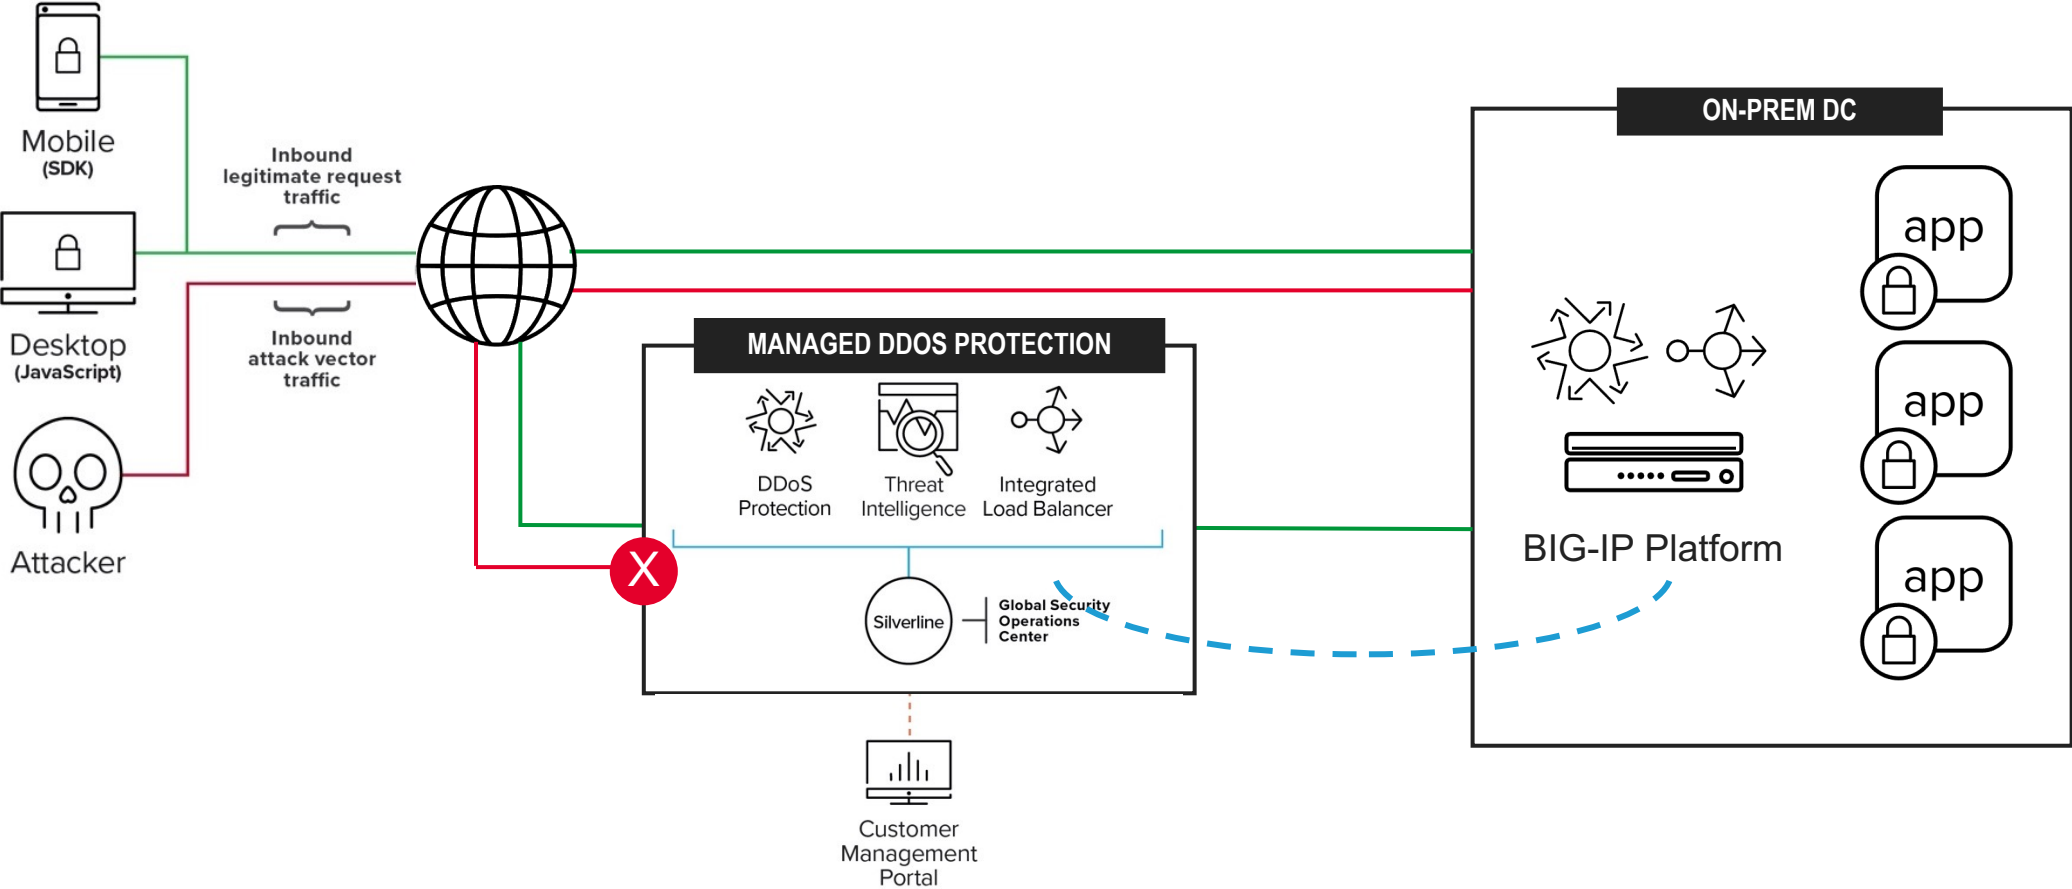 Mobile
(SDK)
Inbound
legitimate request
traffic
Desktop
(JavaScript)
Inbound
attack vector
traffic
Attacker
MANAGED DDOS PROTECTION
DDoS
Protection
Threat
Intelligence
Integrated
Load Balancer
X
Silverline
Global Security
Operations
Center
Customer
Management
Portal
ON-PREM DC
BIG-IP Platform
app
app
app